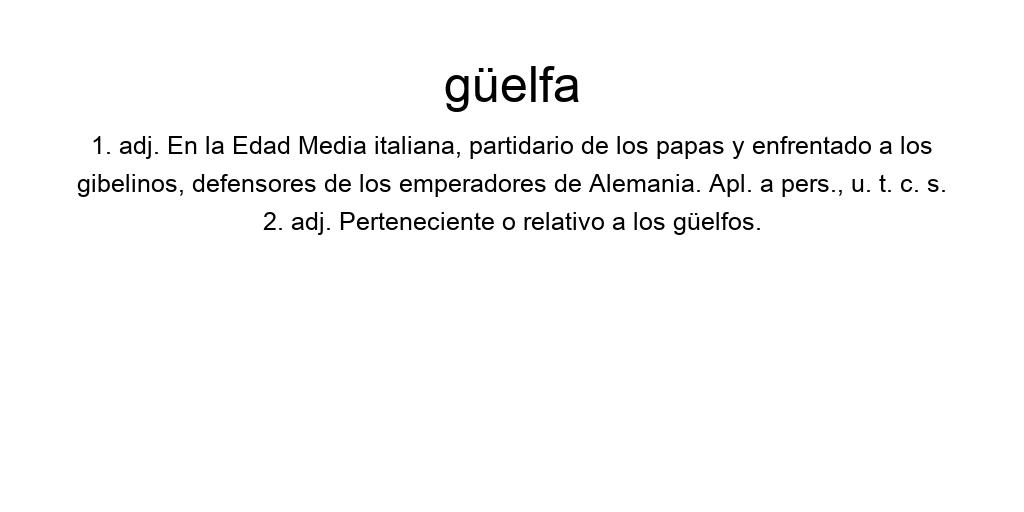 güelfa
1. adj. En la Edad Media italiana, partidario de los papas y enfrentado a los
gibelinos, defensores de los emperadores de Alemania. Apl. a pers., u. t. c. s.
2. adj. Perteneciente o relativo a los güelfos.